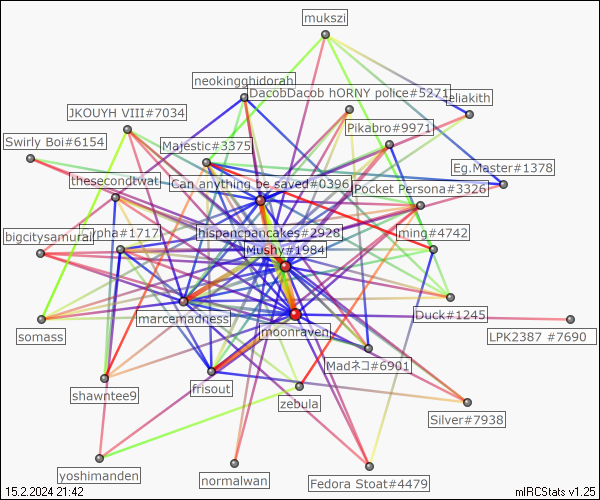 mukszi
neokingghidorah
DacobDacob hORNY police#5271
eliakith
JKOUYH VIII#7034
Pikabro#9971
Swirly Boi#6154
Majestic#3375
Eg.Master#1378
thesecondtwat
Can anything be saved#0396
Pocket Persona#3326
bigcitysamurai
rpha#1717
hispancpancakes#2928
ming#4742
Mushy#1984
marcemadness
moonraven
Duck#1245
somass
LPK2387 #7690
Madネコ#6901
shawntee9
frisout
zebula
Silver#7938
yoshimanden
normalwan
Fedora Stoat#4479
15.2.2024 21:42
mIRCStats v1.25